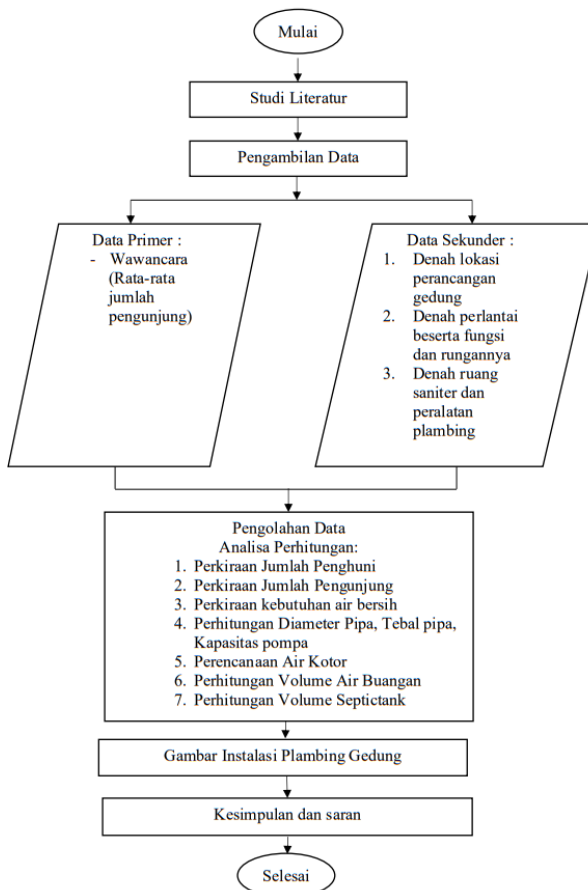 Mulai
Studi Literatur
Pengambilan Data
Data Primer :
- Wawancara
(Rata-rata
jumlah
pengunjung)
Data Sekunder :
1. Denah lokasi
perancangan
gedung
2. Denah perlantai
beserta fungsi
dan rungannya
3. Denah ruang
saniter dan
peralatan
plambing
Pengolahan Data
Analisa Perhitungan:
1. Perkiraan Jumlah Penghuni
2. Perkiraan Jumlah Pengunjung
3. Perkiraan kebutuhan air bersih
4. Perhitungan Diameter Pipa, Tebal pipa,
Kapasitas pompa
5. Perencanaan Air Kotor
6. Perhitungan Volume Air Buangan
7. Perhitungan Volume Septictank
Gambar Instalasi Plambing Gedung
Kesimpulan dan saran
Selesai